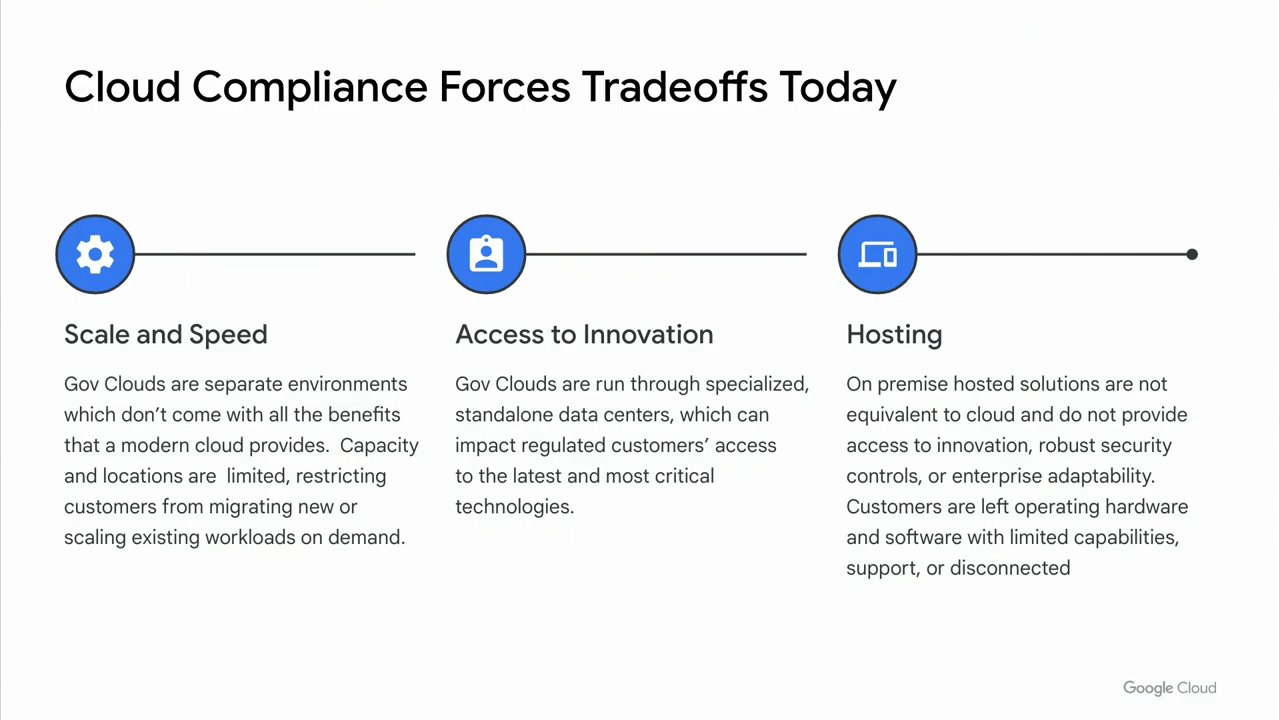 Cloud Compliance Forces Tradeoffs Today
Scale and Speed
Gov Clouds are separate environments
which don’t come with all the benefits
that a modern cloud provides.  Capacity
and locations are  limited, restricting
customers from migrating new or
scaling existing workloads on demand.
Access to Innovation
Gov Clouds are run through specialized,
standalone data centers, which can
impact regulated customers’ access
to the latest and most critical
technologies.
Hosting
On premise hosted solutions are not
equivalent to cloud and do not provide
access to innovation, robust security
controls, or enterprise adaptability.
Customers are left operating hardware
and software with limited capabilities,
support, or disconnected
Google Cloud